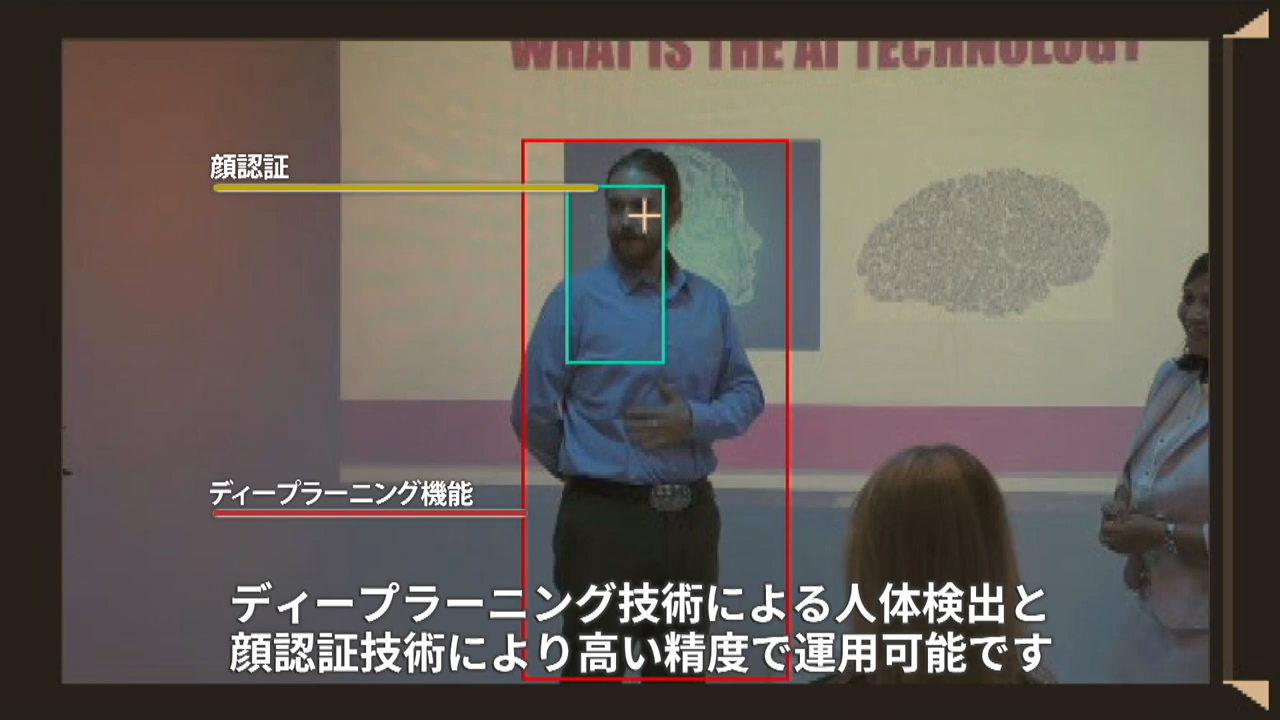 WHAT IS THE AI TECHNOLOGY
顔認証
ディープラーニング機能
ディープラーニング技術による人体検出と
顔認証技術により高い精度で運用可能です